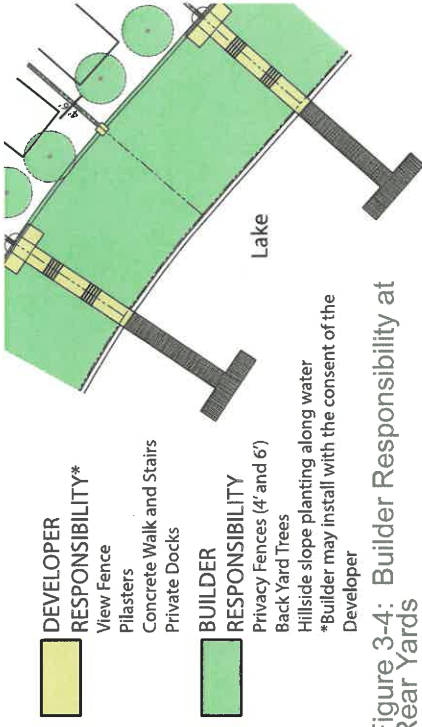 DEVELOPER
RESPONSIBILITY*
View Fence
Pilasters
Concrete Walk and Stairs
Private Docks
BUILDER
RESPONSIBILITY
Privacy Fences (4' and 6')
Back Yard Trees
Hillside slope planting along water
*Builder may install with the consent of the
Developer
Lake
Figure 3-4: Builder Responsibility at
Rear Yards